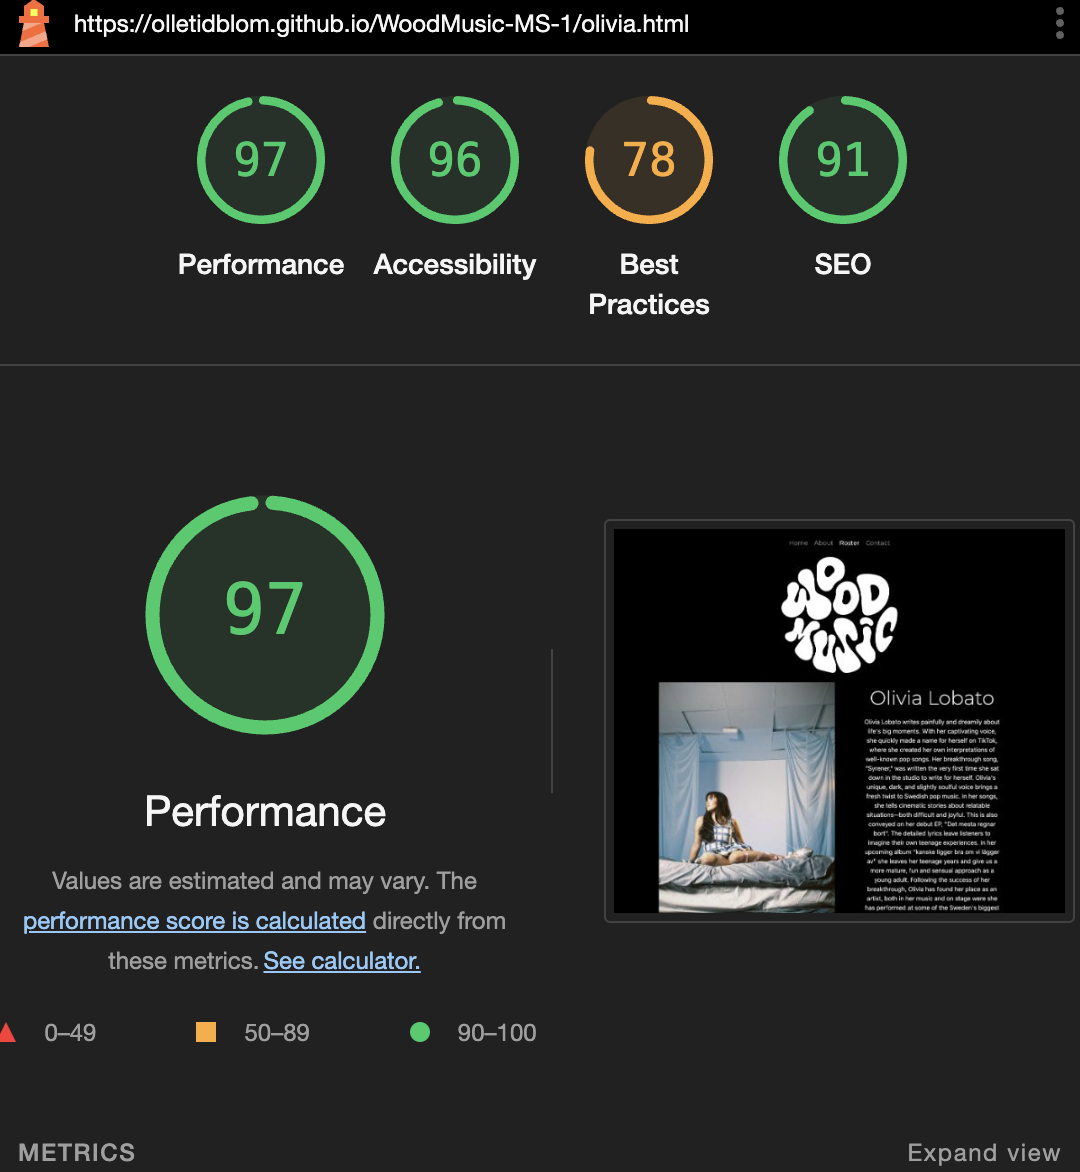 https://olletidblom.github.io/WoodMusic-MS-1/olivia.html
97
96
78
91
Performance
Accessibility
Best
Practices
SEO
97
Performance
Values are estimated and may vary. The
performance score is calculated directly from
these metrics. See calculator.
0–49
50–89
90–100
Home About Roster Contact
WOOD
MUSIC
Olivia Lobato
Olivia Lobato writes painfully and dreamily about
life's big moments. With her captivating voice,
she quickly made a name for herself on TikTok,
where she created her own interpretations of
well-known pop songs. Her breakthrough song,
"Syrener," was written the very first time she sat
down in the studio to write for herself. Olivia's
unique, dark, and slightly soulful voice brings a
fresh twist to Swedish pop music. In her songs,
she tells cinematic stories about relatable
situations—both difficult and joyful. This is also
conveyed on her debut EP, "Det mesta regnar
bort". The detailed lyrics leave listeners to
imagine their own teenage experiences. In her
upcoming album "kanske ligger bra om vi lägger
av" she leaves her teenage years and give us a
more mature, fun and sensual approach as a
young adult. Following the success of her
breakthrough, Olivia has found her place as an
artist, both in her music and on stage were she
has performed at some of the Sweden's biggest
METRICS
Expand view